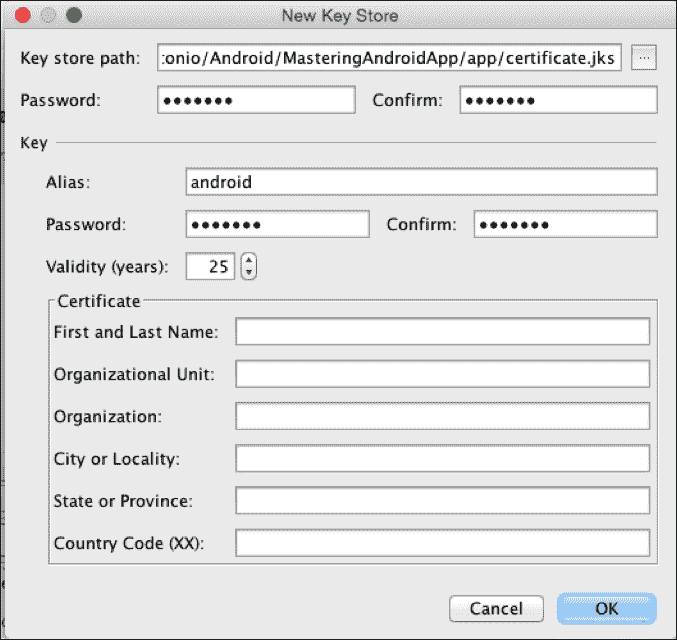 New Key Store
Key store path: :onio/Android/MasteringAndroidApp/app/certificate.jks ...
Password: ••••••• Confirm: •••••••
Key
Alias: android
Password: ••••••• Confirm: •••••••
Validity (years): 25
Certificate
First and Last Name:
Organizational Unit:
Organization:
City or Locality:
State or Province:
Country Code (XX):
Cancel OK